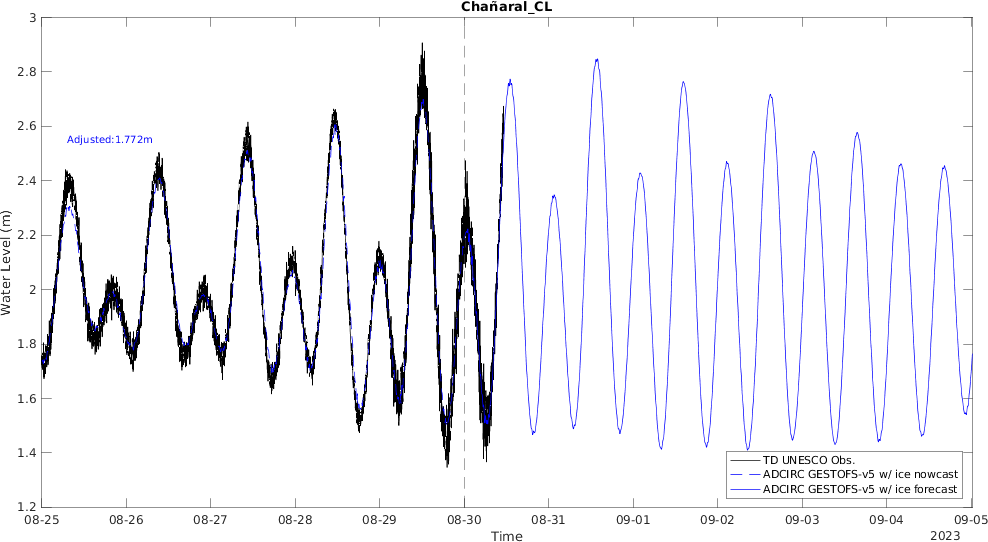 Chañaral_CL
3
2.8
2.6
2.4
2.2
2
1.8
1.6
1.4
1.2
Water Level (m)
Adjusted:1.772m
TD UNESCO Obs.
ADCIRC GESTOFS-v5 w/ ice nowcast
ADCIRC GESTOFS-v5 w/ ice forecast
08-25 08-26 08-27 08-28 08-29 08-30 08-31 09-01 09-02 09-03 09-04 09-05
Time
2023